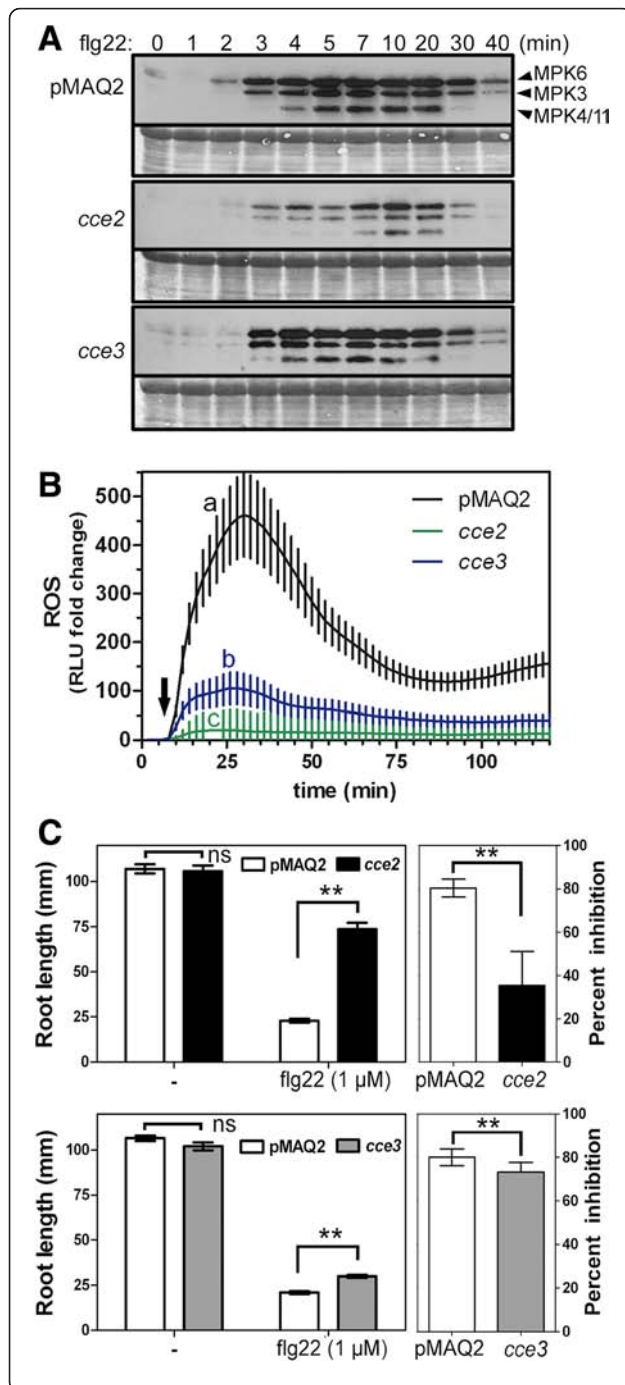 A
flg22: 0 1 2 3 4 5 7 10 20 30 40 (min)
pMAQ2
MPK6
MPK3
MPK4/11
cce2
cce3
B
ROS
(RLU fold change)
500
400
300
200
100
0
a
b
c
pMAQ2
cce2
cce3
0 25 50 75 100
time (min)
C
Root length (mm)
100
75
50
25
0
ns
pMAQ2 cce2
**
- flg22 (1 µM)
**
100
80
60
40
20
0
Percent inhibition
pMAQ2 cce2
Root length (mm)
100
75
50
25
0
ns
pMAQ2 cce3
**
- flg22 (1 µM)
**
100
80
60
40
20
0
Percent inhibition
pMAQ2 cce3